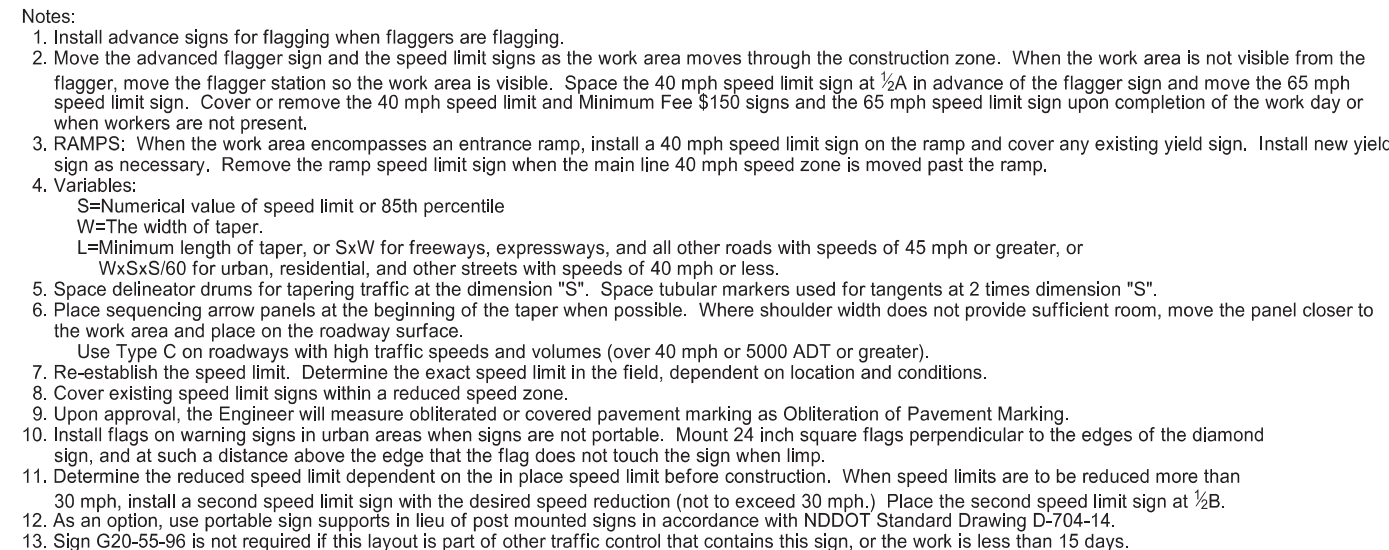 Notes:
1. Install advance signs for flagging when flaggers are flagging.
2. Move the advanced flagger sign and the speed limit signs as the work area moves through the construction zone.  When the work area is not visible from the
flagger, move the flagger station so the work area is visible.  Space the 40 mph speed limit sign at ½A in advance of the flagger sign and move the 65 mph
speed limit sign.  Cover or remove the 40 mph speed limit and Minimum Fee $150 signs and the 65 mph speed limit sign upon completion of the work day or
when workers are not present.
3. RAMPS:  When the work area encompasses an entrance ramp, install a 40 mph speed limit sign on the ramp and cover any existing yield sign.  Install new yield
sign as necessary.  Remove the ramp speed limit sign when the main line 40 mph speed zone is moved past the ramp.
4. Variables:
S=Numerical value of speed limit or 85th percentile
W=The width of taper.
L=Minimum length of taper, or SxW for freeways, expressways, and all other roads with speeds of 45 mph or greater, or
WxSxS/60 for urban, residential, and other streets with speeds of 40 mph or less.
5. Space delineator drums for tapering traffic at the dimension "S".  Space tubular markers used for tangents at 2 times dimension "S".
6. Place sequencing arrow panels at the beginning of the taper when possible.  Where shoulder width does not provide sufficient room, move the panel closer to
the work area and place on the roadway surface.
Use Type C on roadways with high traffic speeds and volumes (over 40 mph or 5000 ADT or greater).
7. Re-establish the speed limit.  Determine the exact speed limit in the field, dependent on location and conditions.
8. Cover existing speed limit signs within a reduced speed zone.
9. Upon approval, the Engineer will measure obliterated or covered pavement marking as Obliteration of Pavement Marking.
10. Install flags on warning signs in urban areas when signs are not portable.  Mount 24 inch square flags perpendicular to the edges of the diamond
sign, and at such a distance above the edge that the flag does not touch the sign when limp.
11. Determine the reduced speed limit dependent on the in place speed limit before construction.  When speed limits are to be reduced more than
30 mph, install a second speed limit sign with the desired speed reduction (not to exceed 30 mph.)  Place the second speed limit sign at ½B.
12. As an option, use portable sign supports in lieu of post mounted signs in accordance with NDDOT Standard Drawing D-704-14.
13. Sign G20-55-96 is not required if this layout is part of other traffic control that contains this sign, or the work is less than 15 days.